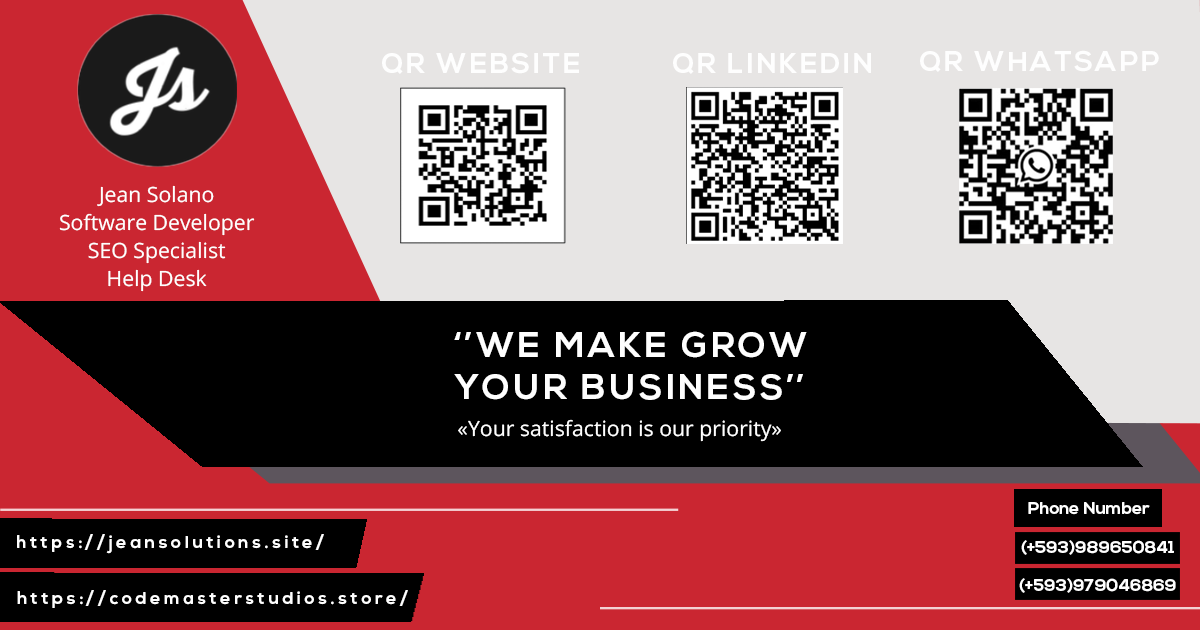 Js
Jean Solano
Software Developer
SEO Specialist
Help Desk
QR WEBSITE
QR LINKEDIN
QR WHATSAPP
‘’WE MAKE GROW
YOUR BUSINESS’’
«Your satisfaction is our priority»
https://jeansolutions.site/
https://codemasterstudios.store/
Phone Number
(+593)989650841
(+593)979046869